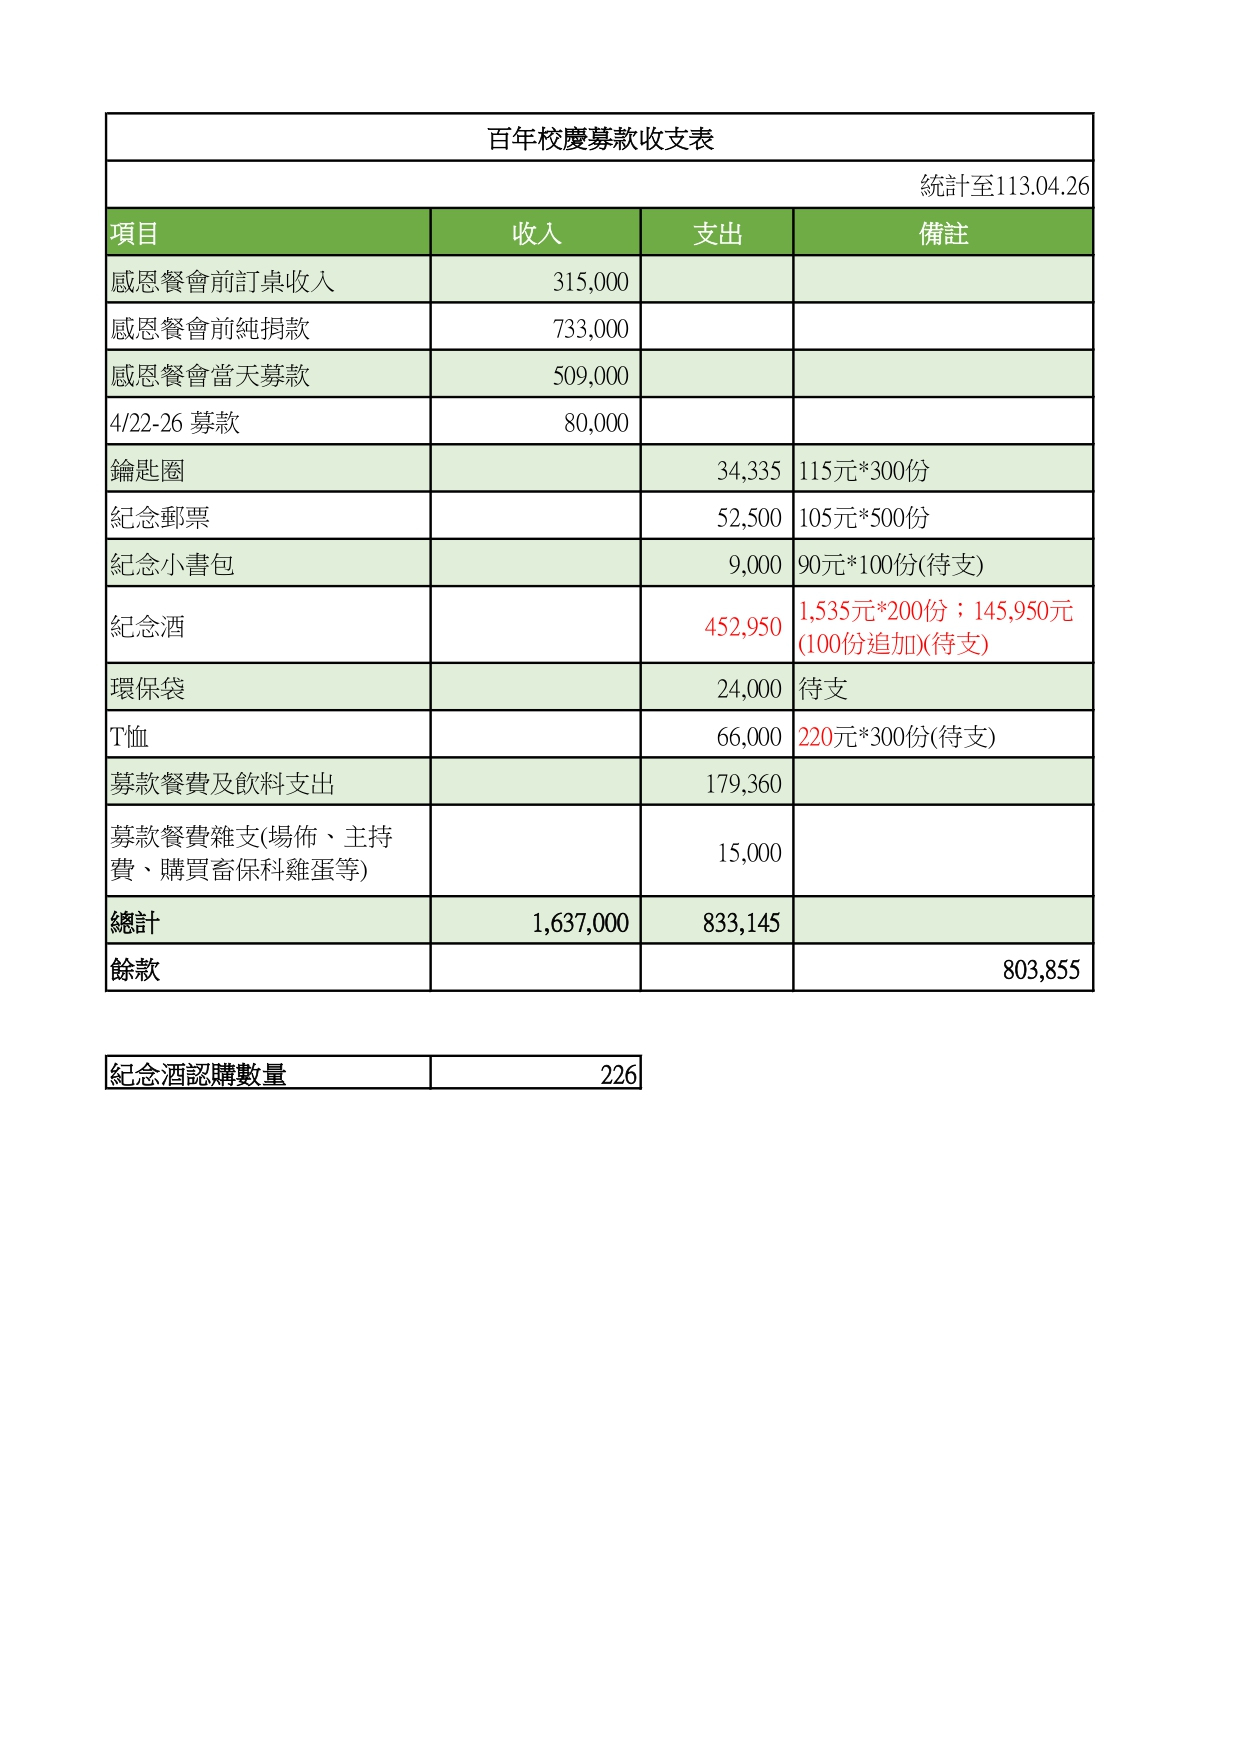 百年校慶募款收支表
統計至113.04.26
項目 收入 支出 備註
感恩餐會前訂桌收入 315,000
感恩餐會前純捐款 733,000
感恩餐會當天募款 509,000
4/22-26 募款 80,000
鑰匙圈 34,335 115元*300份
紀念郵票 52,500 105元*500份
紀念小書包 9,000 90元*100份(待支)
紀念酒 452,950 1,535元*200份；145,950元
(100份追加)(待支)
環保袋 24,000 待支
T恤 66,000 220元*300份(待支)
募款餐費及飲料支出 179,360
募款餐費雜支(場佈、主持
費、購買畜保科雞蛋等) 15,000
總計 1,637,000 833,145
餘款 803,855
紀念酒認購數量 226